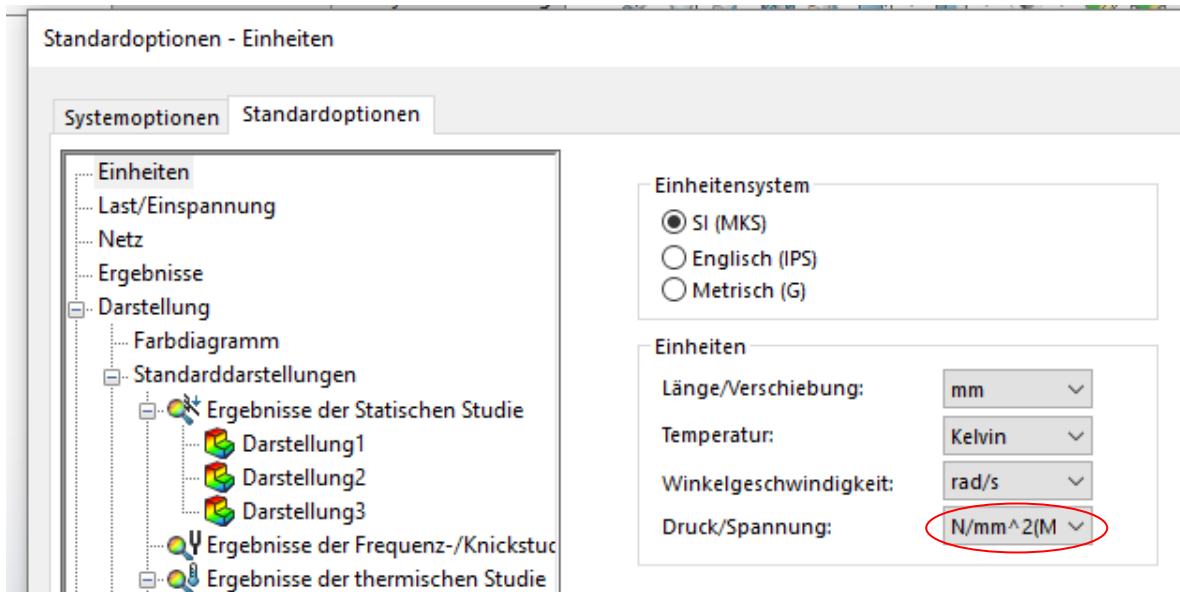 Standardoptionen - Einheiten
Systemoptionen
Standardoptionen
Einheiten
Last/Einspannung
Netz
Ergebnisse
Darstellung
Farbdiagramm
Standarddarstellungen
Ergebnisse der Statischen Studie
Darstellung1
Darstellung2
Darstellung3
Ergebnisse der Frequenz-/Knickstuc
Ergebnisse der thermischen Studie
Einheitensystem
SI (MKS)
Englisch (IPS)
Metrisch (G)
Einheiten
Länge/Verschiebung: mm
Temperatur: Kelvin
Winkelgeschwindigkeit: rad/s
Druck/Spannung: N/mm^2(M